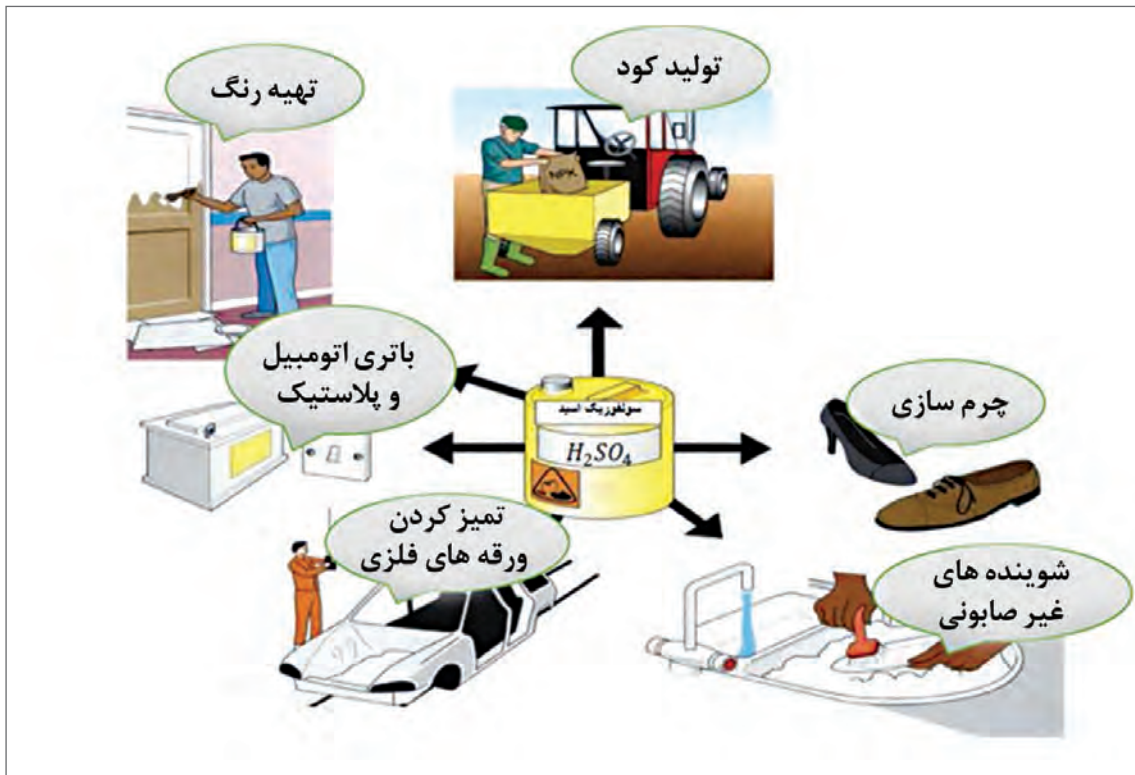 تولید کود
تهیه رنگ
NPK
باتری اتومبیل
و پلاستیک
سولفوریک اسید
H₂SO₄
چرم سازی
تمیز کردن
ورقه های فلزی
شوینده های
غیر صابونی